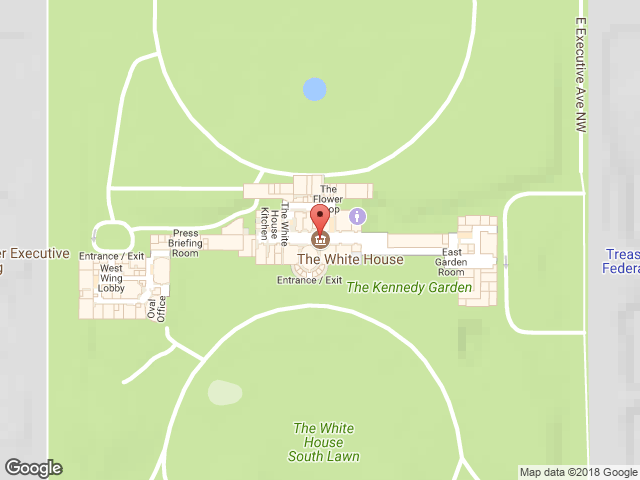 E Executive Ave NW
The
Flower
The White
House
Kitchen
Press
Briefing
Room
er Executive
Entrance / Exit
West
Wing
Lobby
Oval
Office
The White House
Entrance / Exit
East
Garden
Room
The Kennedy Garden
Treas
Federa
The White
House
South Lawn
Google
Map data ©2018 Google